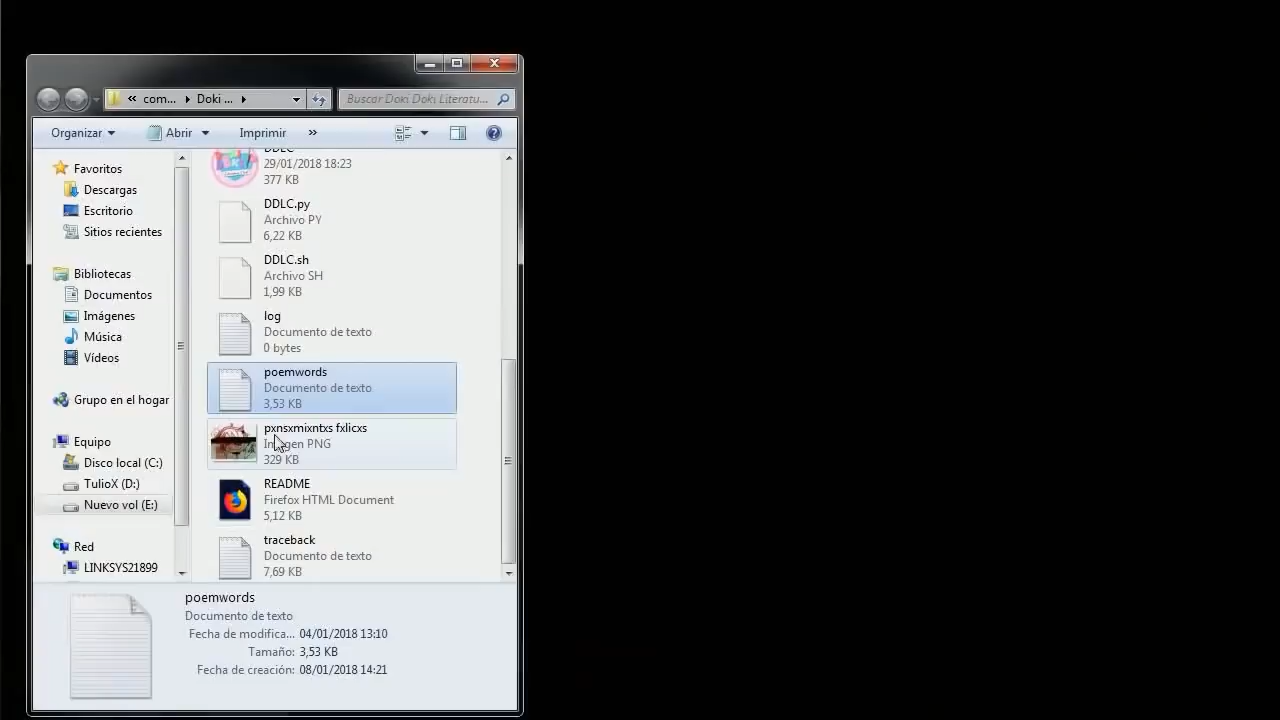 « com... ▸ Doki ... ▸
Buscar Doki Doki Literatu...
Organizar
Abrir
Imprimir
»
Favoritos
Descargas
Escritorio
Sitios recientes
Bibliotecas
Documentos
Imágenes
Música
Vídeos
Grupo en el hogar
Equipo
Disco local (C:)
TulioX (D:)
Nuevo vol (E:)
Red
LINKSYS21899
DDLC
29/01/2018 18:23
377 KB
DDLC.py
Archivo PY
6,22 KB
DDLC.sh
Archivo SH
1,99 KB
log
Documento de texto
0 bytes
poemwords
Documento de texto
3,53 KB
pxnsxmixntxs fxlicxs
Imagen PNG
329 KB
README
Firefox HTML Document
5,12 KB
traceback
Documento de texto
7,69 KB
poemwords
Documento de texto
Fecha de modifica... 04/01/2018 13:10
Tamaño: 3,53 KB
Fecha de creación: 08/01/2018 14:21